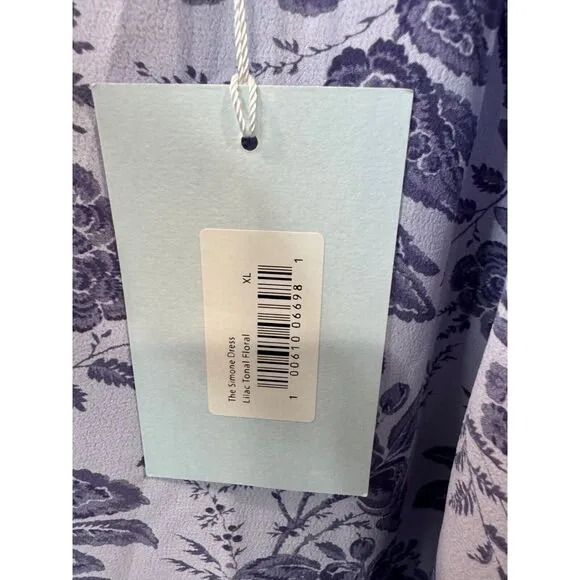 The Simone Dress
Lilac Tonal Floral XL
1 00610 06698 1